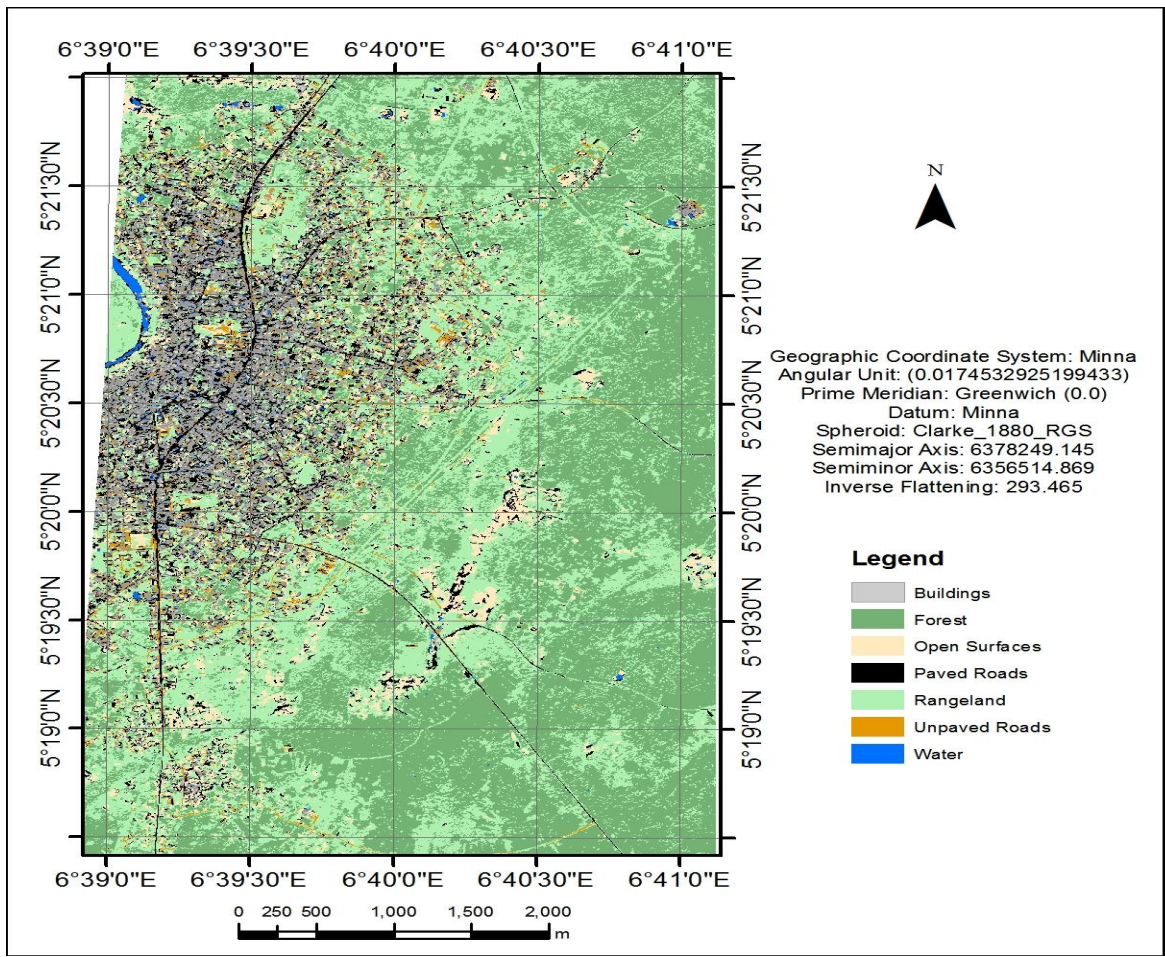 6°39'0"E 6°39'30"E 6°40'0"E 6°40'30"E 6°41'0"E
5°21'30"N 5°21'30"N
5°21'0"N 5°21'0"N
5°20'30"N 5°20'30"N
5°20'0"N 5°20'0"N
5°19'30"N 5°19'30"N
5°19'0"N 5°19'0"N
6°39'0"E 6°39'30"E 6°40'0"E 6°40'30"E 6°41'0"E
0 250 500 1,000 1,500 2,000
m
N
Geographic Coordinate System: Minna
Angular Unit: (0.0174532925199433)
Prime Meridian: Greenwich (0.0)
Datum: Minna
Spheroid: Clarke_1880_RGS
Semimajor Axis: 6378249.145
Semiminor Axis: 6356514.869
Inverse Flattening: 293.465
Legend
Buildings
Forest
Open Surfaces
Paved Roads
Rangeland
Unpaved Roads
Water